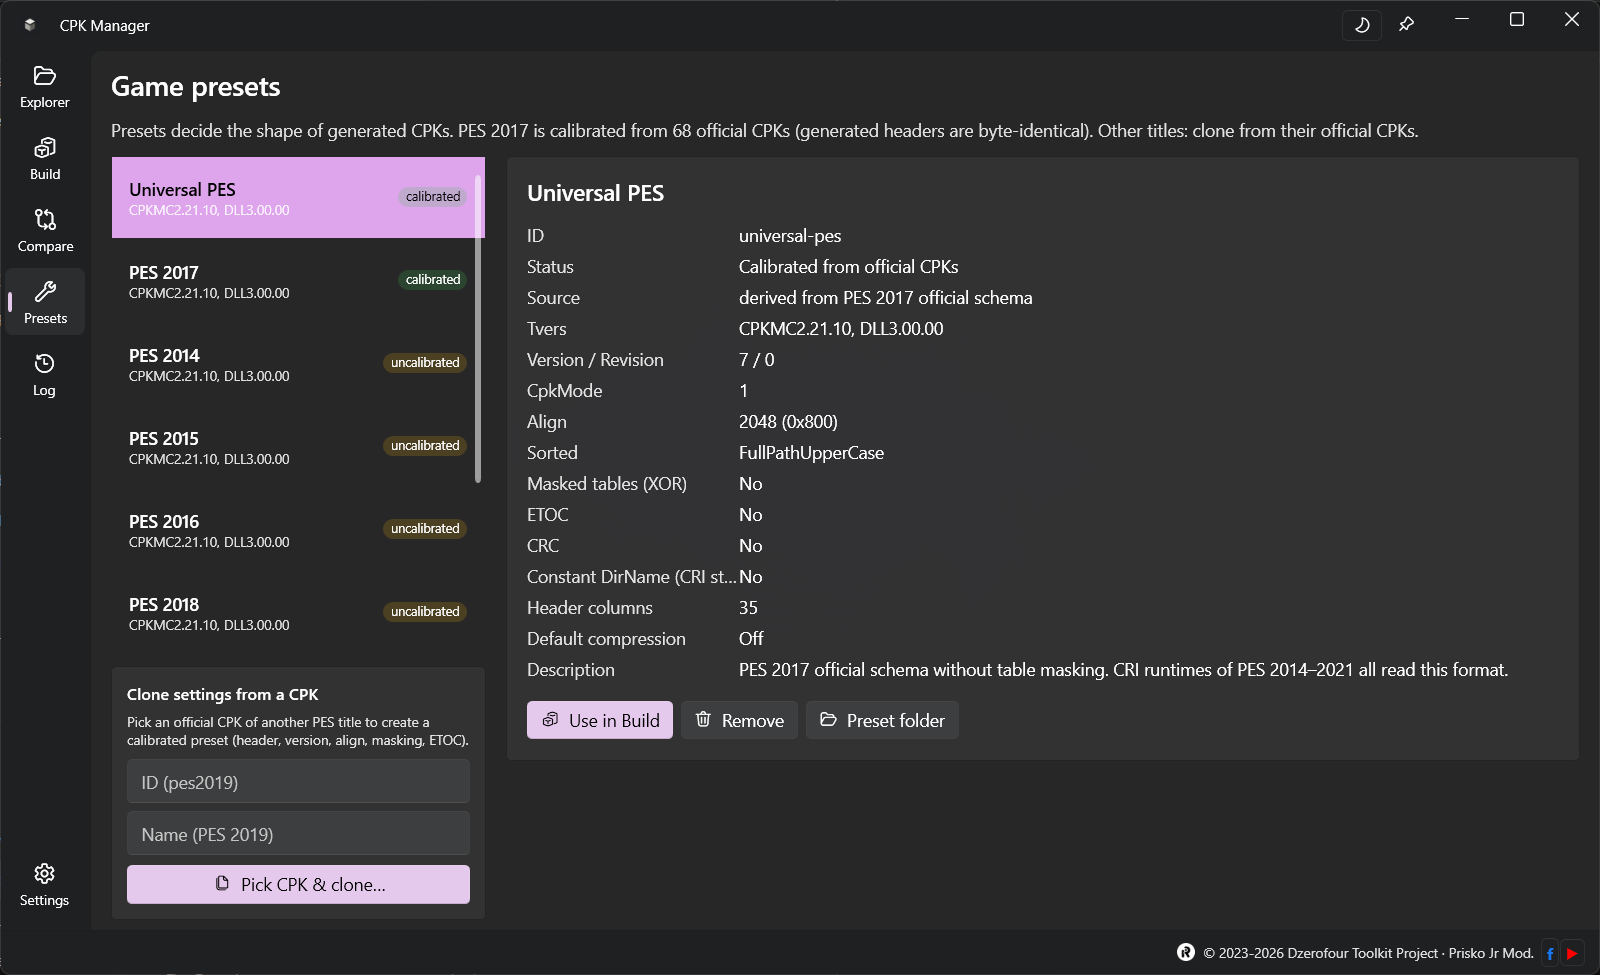 CPK Manager
Explorer
Build
Compare
Presets
Log
Settings
Game presets
Presets decide the shape of generated CPKs. PES 2017 is calibrated from 68 official CPKs (generated headers are byte-identical). Other titles: clone from their official CPKs.
Universal PES
calibrated
CPKMC2.21.10, DLL3.00.00
PES 2017
calibrated
CPKMC2.21.10, DLL3.00.00
PES 2014
uncalibrated
CPKMC2.21.10, DLL3.00.00
PES 2015
uncalibrated
CPKMC2.21.10, DLL3.00.00
PES 2016
uncalibrated
CPKMC2.21.10, DLL3.00.00
PES 2018
uncalibrated
CPKMC2.21.10, DLL3.00.00
Clone settings from a CPK
Pick an official CPK of another PES title to create a
calibrated preset (header, version, align, masking, ETOC).
ID (pes2019)
Name (PES 2019)
Pick CPK & clone...
Universal PES
ID universal-pes
Status Calibrated from official CPKs
Source derived from PES 2017 official schema
Tvers CPKMC2.21.10, DLL3.00.00
Version / Revision 7 / 0
CpkMode 1
Align 2048 (0x800)
Sorted FullPathUpperCase
Masked tables (XOR) No
ETOC No
CRC No
Constant DirName (CRI st... No
Header columns 35
Default compression Off
Description PES 2017 official schema without table masking. CRI runtimes of PES 2014–2021 all read this format.
Use in Build
Remove
Preset folder
© 2023-2026 Dzerofour Toolkit Project · Prisko Jr Mod.